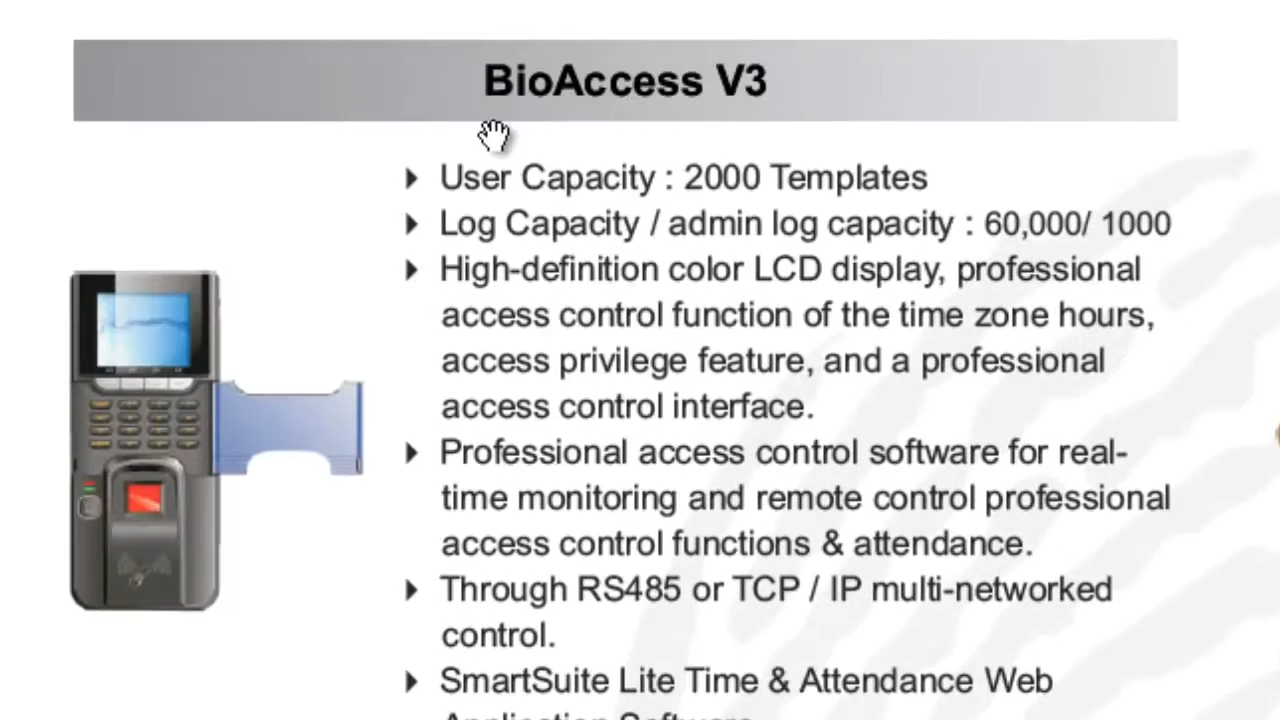 BioAccess V3
User Capacity : 2000 Templates
Log Capacity / admin log capacity : 60,000/ 1000
High-definition color LCD display, professional
access control function of the time zone hours,
access privilege feature, and a professional
access control interface.
Professional access control software for real-
time monitoring and remote control professional
access control functions & attendance.
Through RS485 or TCP / IP multi-networked
control.
SmartSuite Lite Time & Attendance Web
Application Software